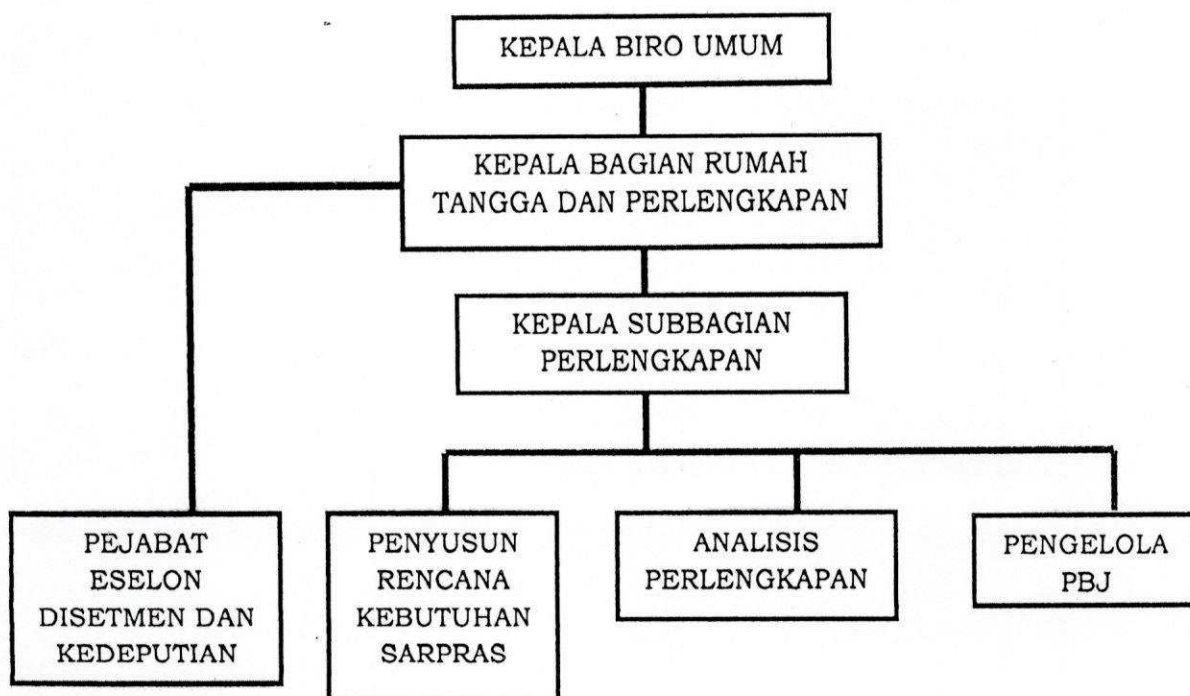 KEPALA BIRO UMUM
KEPALA BAGIAN RUMAH
TANGGA DAN PERLENGKAPAN
KEPALA SUBBAGIAN
PERLENGKAPAN
PEJABAT
ESELON
DISETMEN DAN
KEDEPUTIAN
PENYUSUN
RENCANA
KEBUTUHAN
SARPRAS
ANALISIS
PERLENGKAPAN
PENGELOLA
PBJ